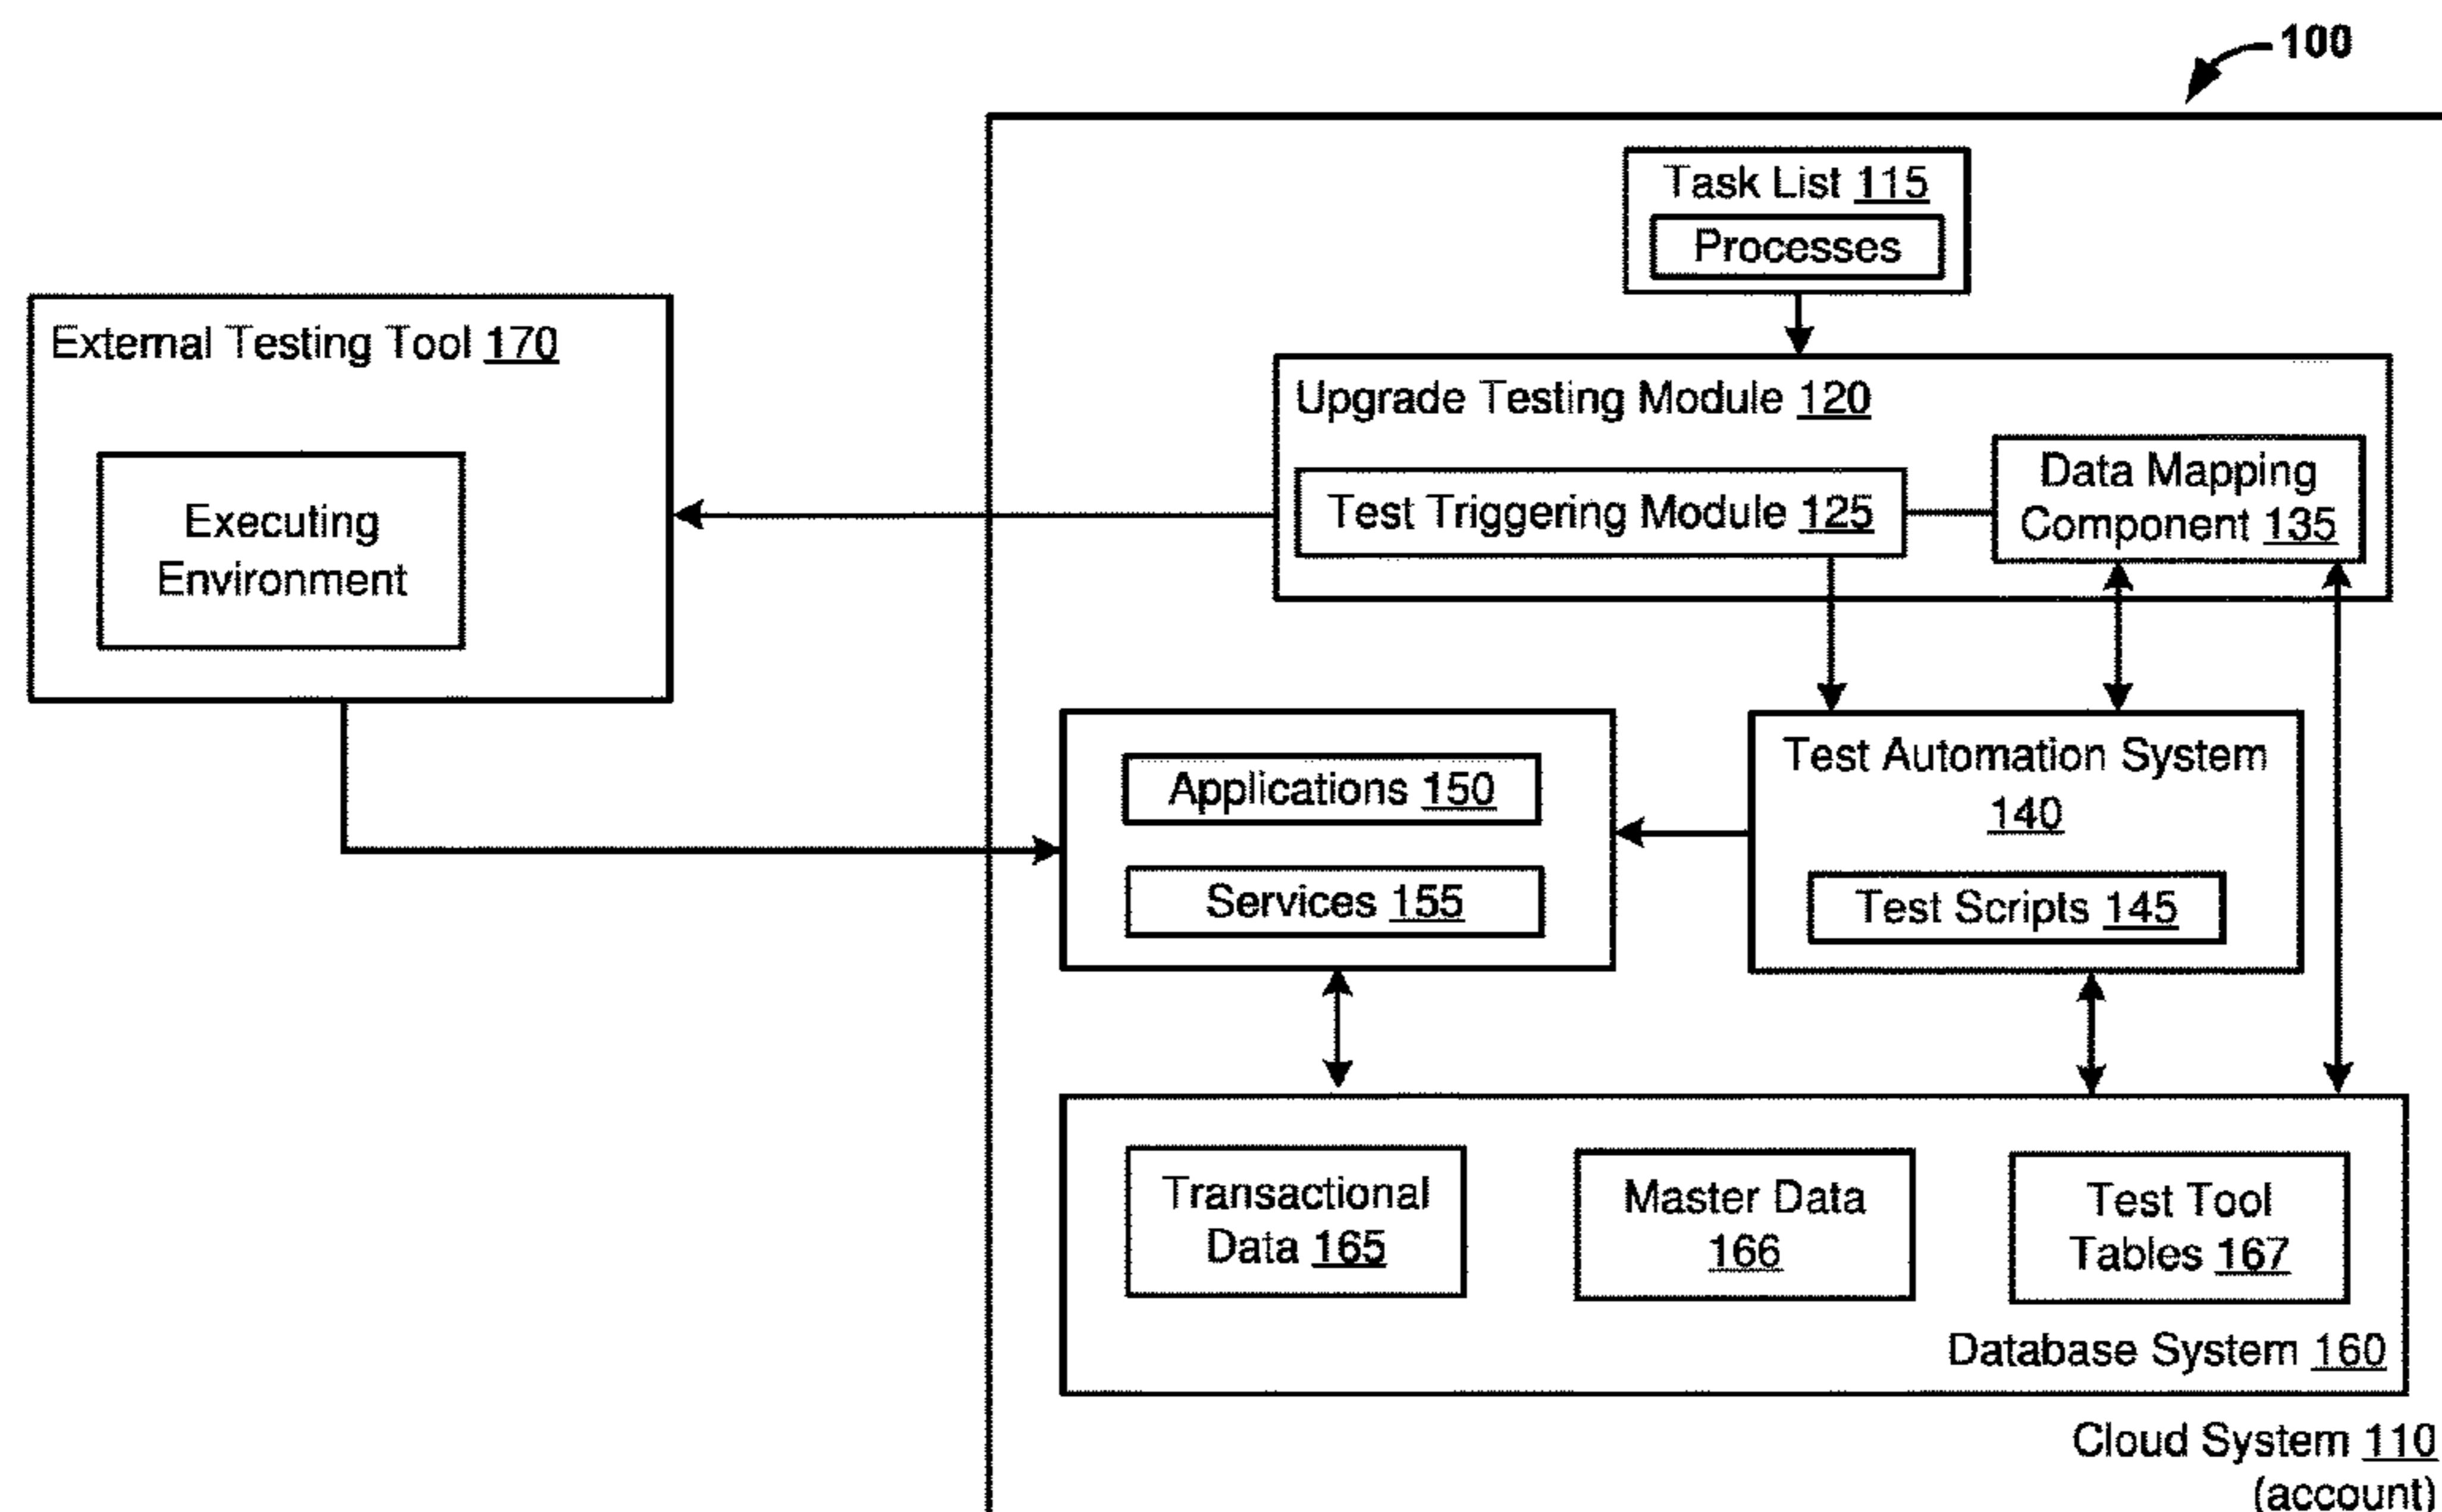 100
Task List 115
Processes
External Testing Tool 170
Executing
Environment
Upgrade Testing Module 120
Test Triggering Module 125
Data Mapping
Component 135
Applications 150
Services 155
Test Automation System
140
Test Scripts 145
Transactional
Data 165
Master Data
166
Test Tool
Tables 167
Database System 160
Cloud System 110
(account)